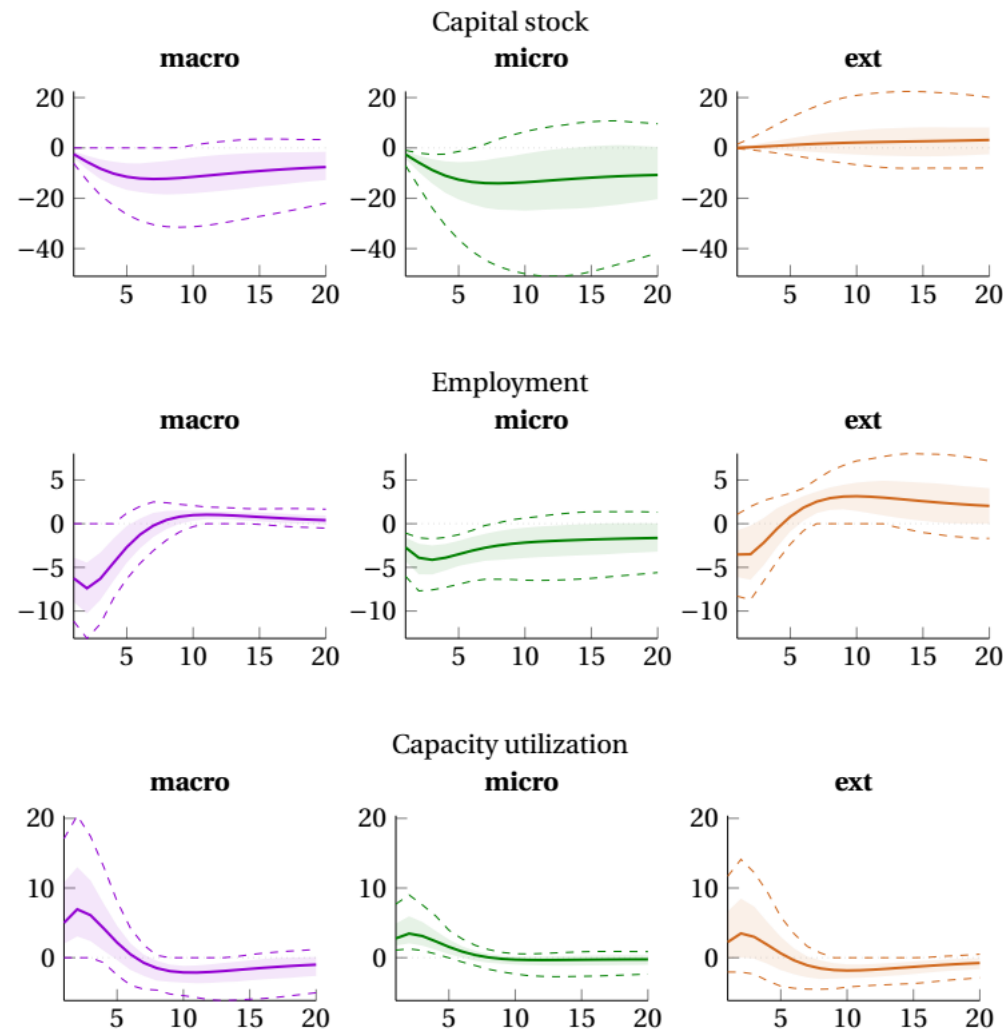 Capital stock
macro micro ext
20 20 20
0 0 0
−20 −20 −20
−40 −40 −40
5 10 15 20 5 10 15 20 5 10 15 20
Employment
macro micro ext
5 5 5
0 0 0
−5 −5 −5
−10 −10 −10
5 10 15 20 5 10 15 20 5 10 15 20
Capacity utilization
macro micro ext
20 20 20
10 10 10
0 0 0
5 10 15 20 5 10 15 20 5 10 15 20